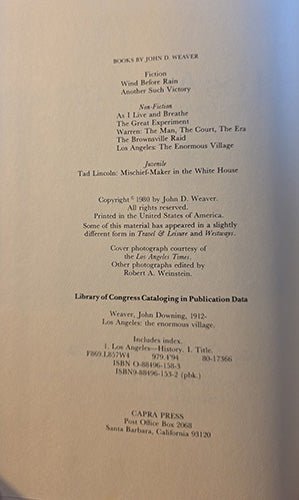 BOOKS BY JOHN D. WEAVER
Fiction
Wind Before Rain
Another Such Victory
Non-Fiction
As I Live and Breathe
The Great Experiment
Warren: The Man, The Court, The Era
The Brownsville Raid
Los Angeles: The Enormous Village
Juvenile
Tad Lincoln: Mischief-Maker in the White House
Copyright © 1980 by John D. Weaver.
All rights reserved.
Printed in the United States of America.
Some of this material has appeared in a slightly
different form in Travel & Leisure and Westways.
Cover photograph courtesy of
the Los Angeles Times.
Other photographs edited by
Robert A. Weinstein.
Library of Congress Cataloging in Publication Data
Weaver, John Downing, 1912-
Los Angeles: the enormous village.
Includes index.
1. Los Angeles—History. I. Title.
F869.L857W4 979.4'94 80-17366
ISBN O-88496-158-3
ISBN9-88496-153-2 (pbk.)
CAPRA PRESS
Post Office Box 2068
Santa Barbara, California 93120